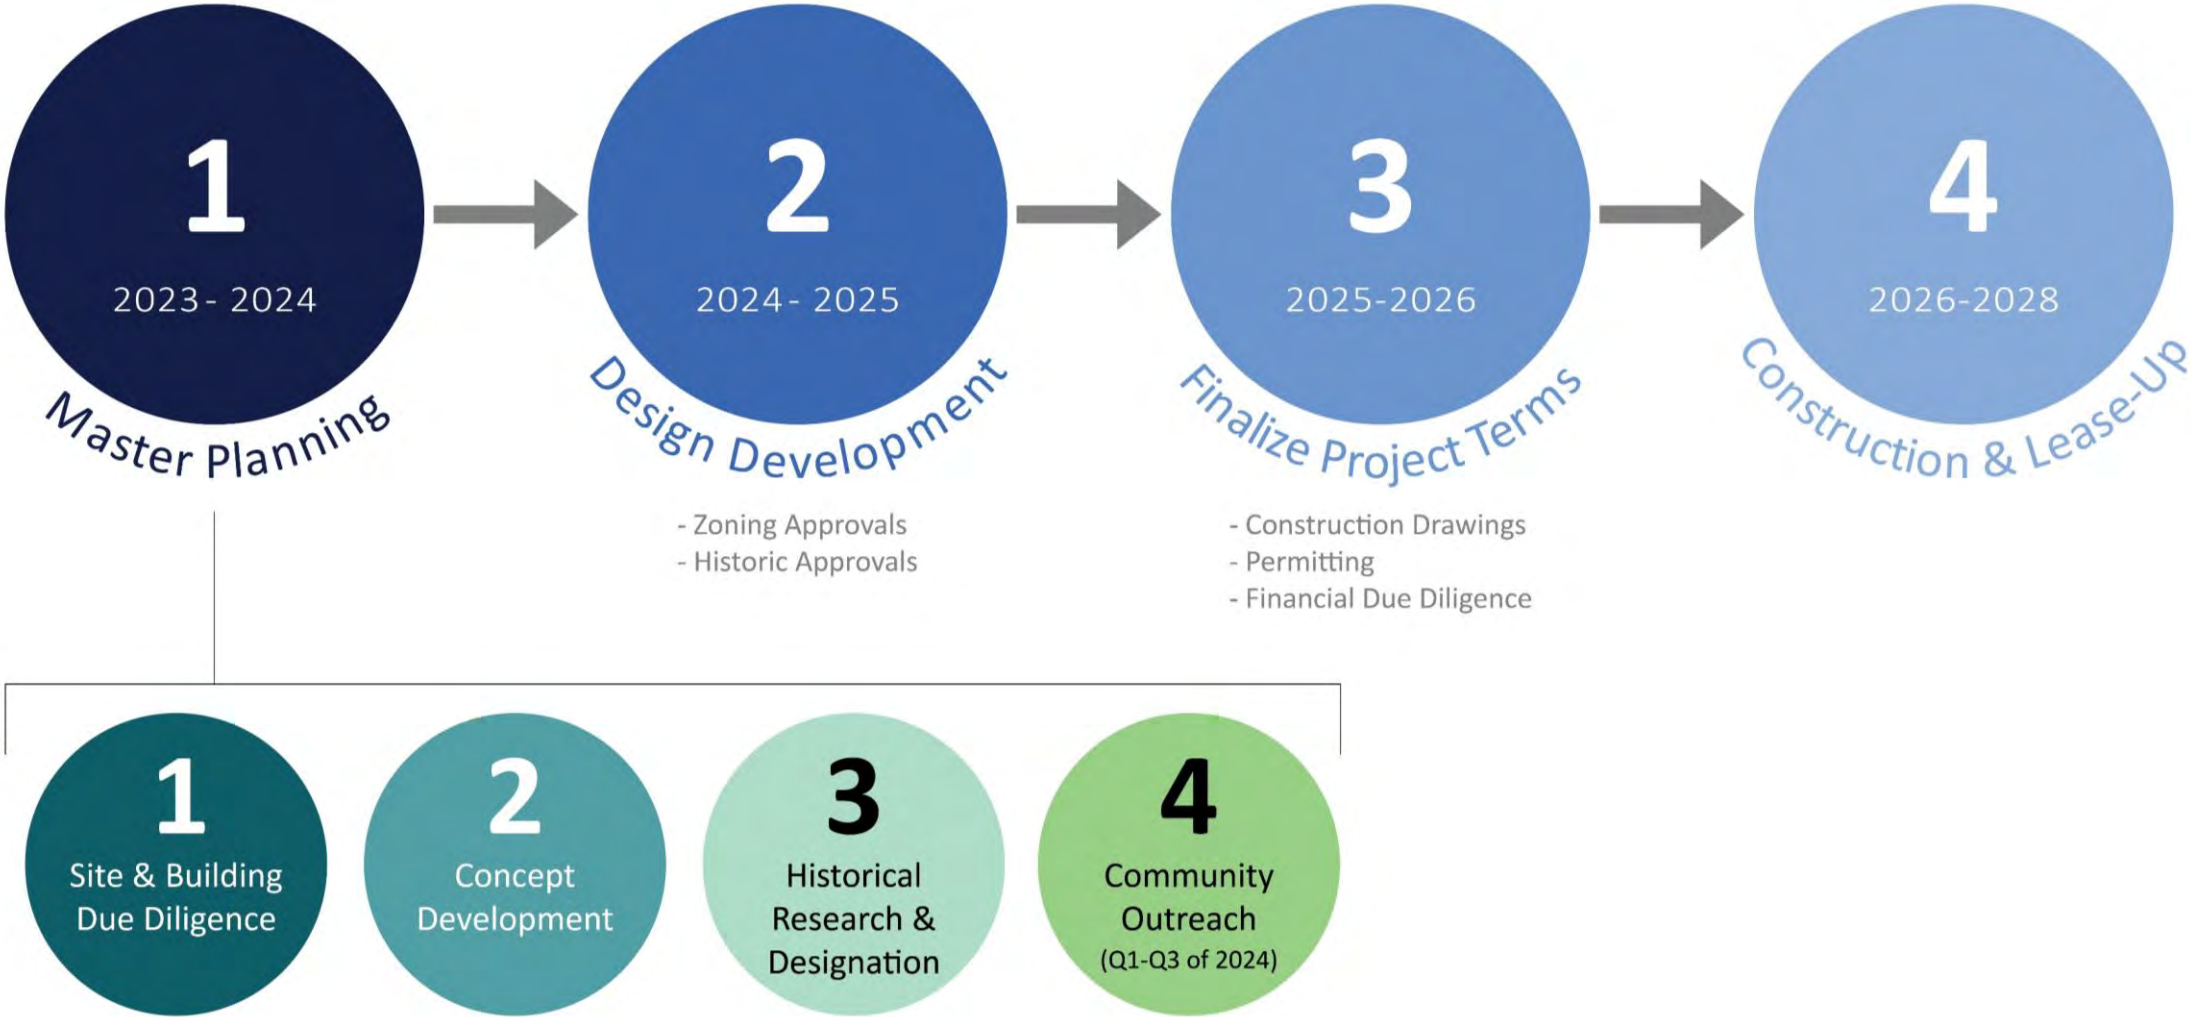 1
2023- 2024
Master Planning
2
2024- 2025
Design Development
- Zoning Approvals
- Historic Approvals
3
2025-2026
Finalize Project Terms
- Construction Drawings
- Permitting
- Financial Due Diligence
4
2026-2028
Construction & Lease-Up
1
Site & Building
Due Diligence
2
Concept
Development
3
Historical
Research &
Designation
4
Community
Outreach
(Q1-Q3 of 2024)